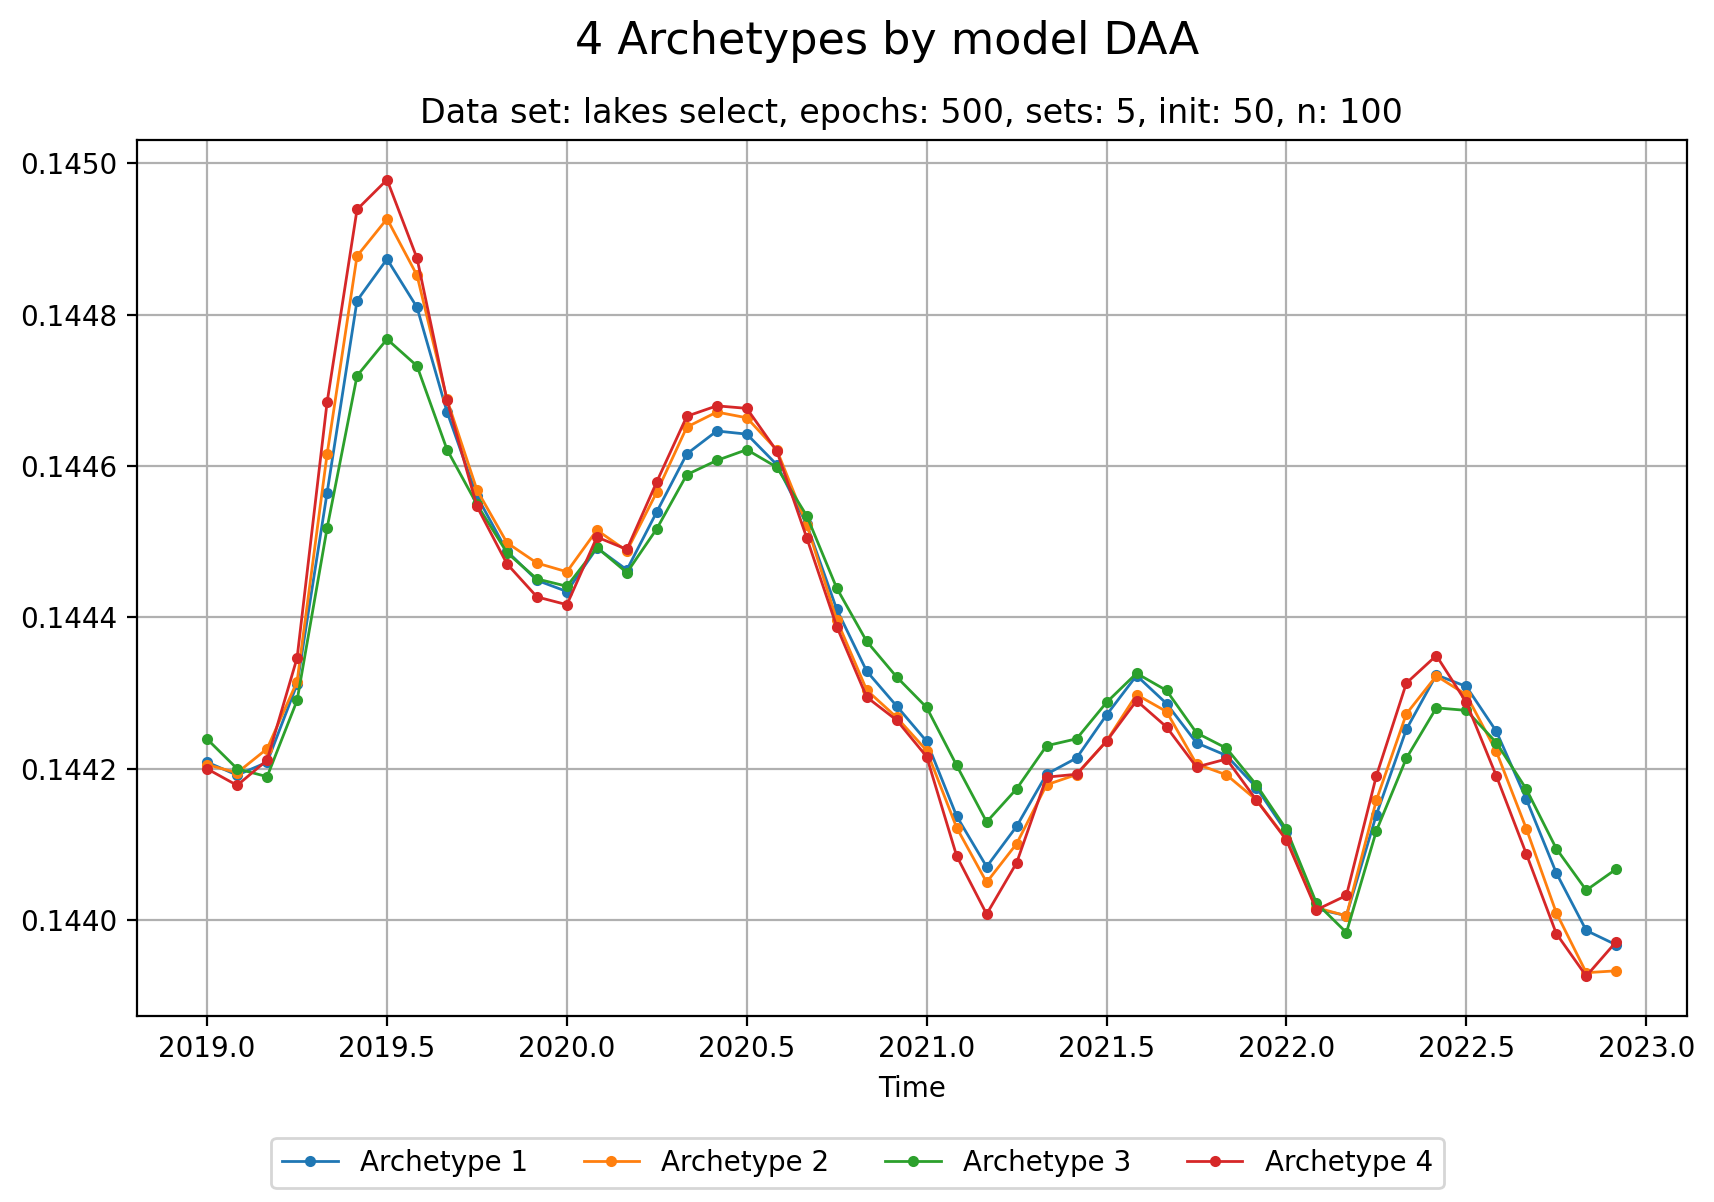 4 Archetypes by model DAA
Data set: lakes select, epochs: 500, sets: 5, init: 50, n: 100
0.1450
0.1448
0.1446
0.1444
0.1442
0.1440
2019.0 2019.5 2020.0 2020.5 2021.0 2021.5 2022.0 2022.5 2023.0
Time
Archetype 1 Archetype 2 Archetype 3 Archetype 4